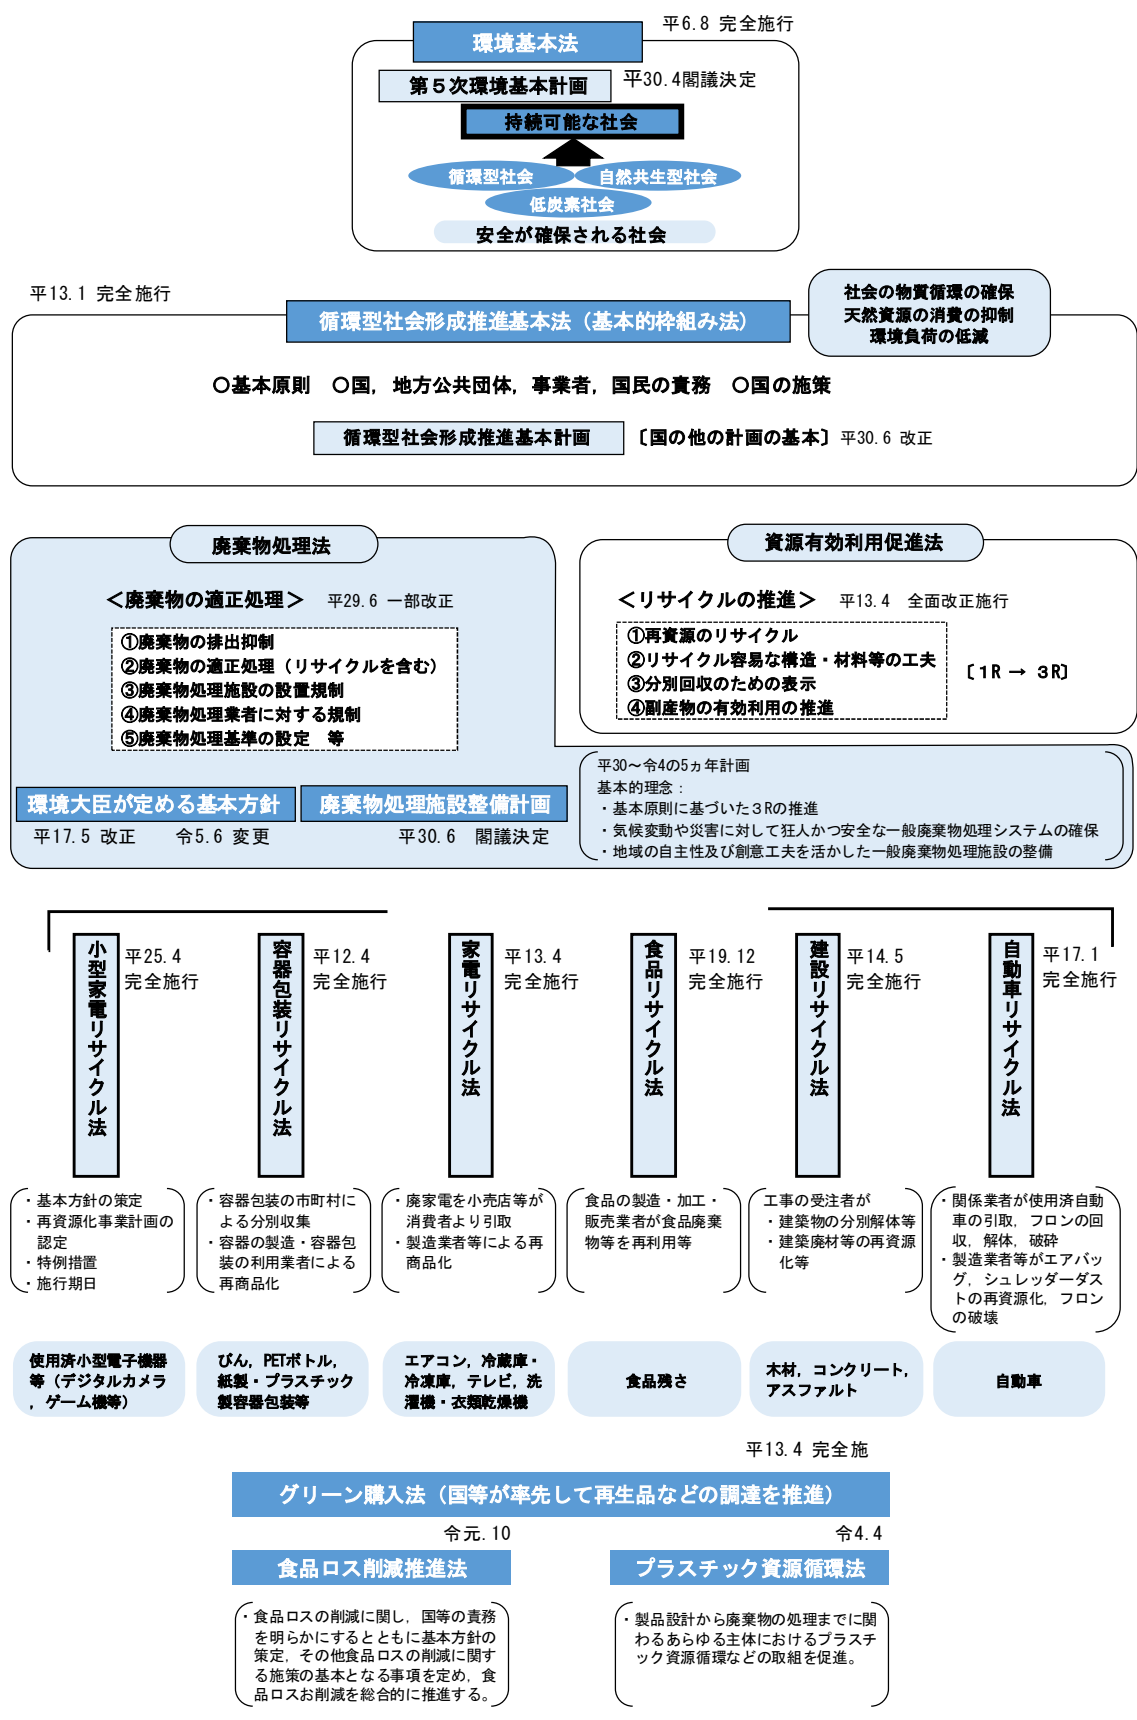 平6.8 完全施行
環境基本法
第５次環境基本計画
平30.4閣議決定
持続可能な社会
循環型社会
自然共生型社会
低炭素社会
安全が確保される社会
平13.1 完全施行
循環型社会形成推進基本法（基本的枠組み法）
社会の物質循環の確保
天然資源の消費の抑制
環境負荷の低減
○基本原則　○国，地方公共団体，事業者，国民の責務　○国の施策
循環型社会形成推進基本計画
〔国の他の計画の基本〕平30.6 改正
廃棄物処理法
＜廃棄物の適正処理＞　平29.6 一部改正
①廃棄物の排出抑制
②廃棄物の適正処理（リサイクルを含む）
③廃棄物処理施設の設置規制
④廃棄物処理業者に対する規制
⑤廃棄物処理基準の設定　等
資源有効利用促進法
＜リサイクルの推進＞　平13.4　全面改正施行
①再資源のリサイクル
②リサイクル容易な構造・材料等の工夫
③分別回収のための表示
④副産物の有効利用の推進
〔１R → ３R〕
環境大臣が定める基本方針
平17.5 改正　　令5.6 変更
廃棄物処理施設整備計画
平30.6　閣議決定
平30～令4の5ヵ年計画
基本的理念：
・基本原則に基づいた３Rの推進
・気候変動や災害に対して狂人かつ安全な一般廃棄物処理システムの確保
・地域の自主性及び創意工夫を活かした一般廃棄物処理施設の整備
小型家電リサイクル法
平25.4
完全施行
容器包装リサイクル法
平12.4
完全施行
家電リサイクル法
平13.4
完全施行
食品リサイクル法
平19.12
完全施行
建設リサイクル法
平14.5
完全施行
自動車リサイクル法
平17.1
完全施行
・基本方針の策定
・再資源化事業計画の
認定
・特例措置
・施行期日
・容器包装の市町村に
よる分別収集
・容器の製造・容器包
装の利用業者による
再商品化
・廃家電を小売店等が
消費者より引取
・製造業者等による再
商品化
食品の製造・加工・
販売業者が食品廃棄
物等を再利用等
工事の受注者が
・建築物の分別解体等
・建築廃材等の再資源
化等
・関係業者が使用済自動
車の引取，フロンの回
収，解体，破砕
・製造業者等がエアバッ
グ，シュレッダーダス
トの再資源化，フロン
の破壊
使用済小型電子機器
等（デジタルカメラ
，ゲーム機等）
びん，PETボトル，
紙製・プラスチック
製容器包装等
エアコン，冷蔵庫・
冷凍庫，テレビ，洗
濯機・衣類乾燥機
食品残さ
木材，コンクリート，
アスファルト
自動車
平13.4 完全施
グリーン購入法（国等が率先して再生品などの調達を推進）
令元.10
食品ロス削減推進法
令4.4
プラスチック資源循環法
・食品ロスの削減に関し，国等の責務
を明らかにするとともに基本方針の
策定，その他食品ロスの削減に関す
る施策の基本となる事項を定め，食
品ロスお削減を総合的に推進する。
・製品設計から廃棄物の処理までに関
わるあらゆる主体におけるプラスチ
ック資源循環などの取組を促進。